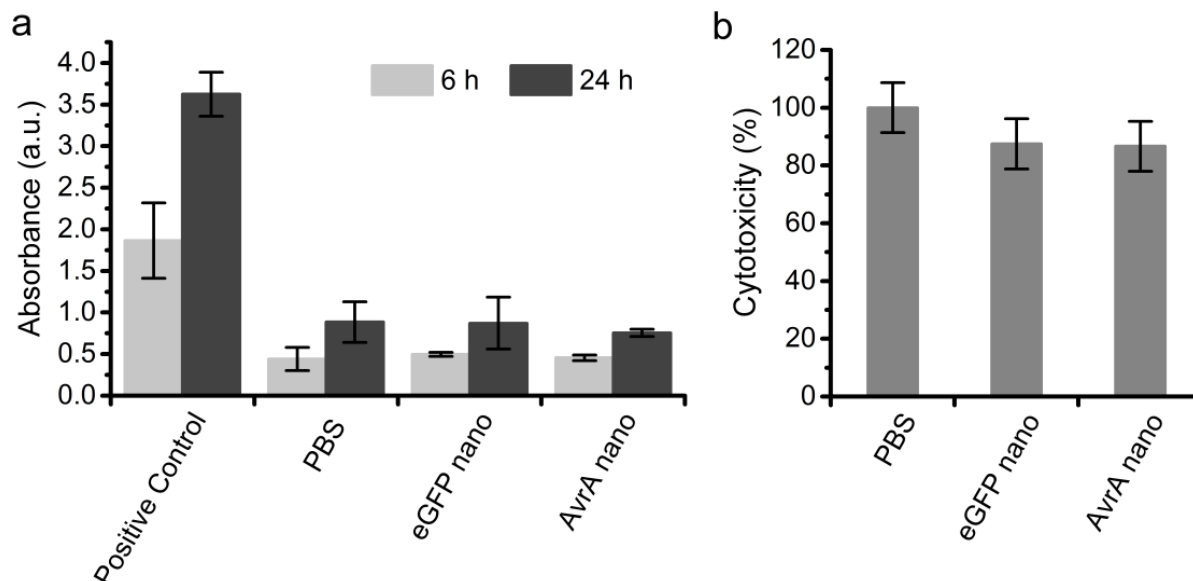 a
Absorbance (a.u.)
4.0
3.5
3.0
2.5
2.0
1.5
1.0
0.5
0.0
6 h
24 h
Positive Control
PBS
eGFP nano
AvrA nano
b
Cytotoxicity (%)
120
100
80
60
40
20
0
PBS
eGFP nano
AvrA nano